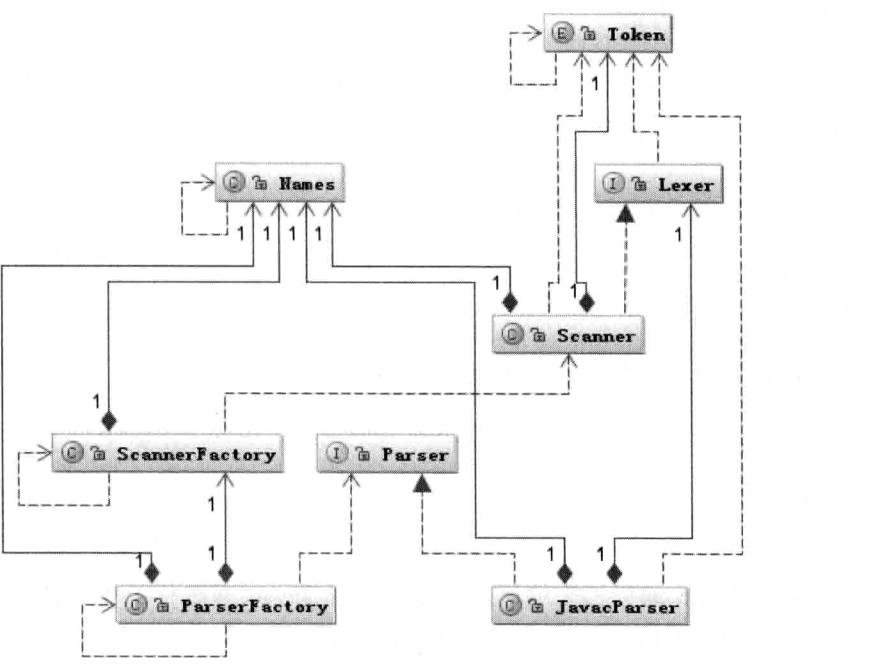 E Token
1
C Names
I Lexer
1 1 1 1
1
1
1
C Scanner
1
C ScannerFactory
I Parser
1
1
1
1
1
C ParserFactory
C JavacParser